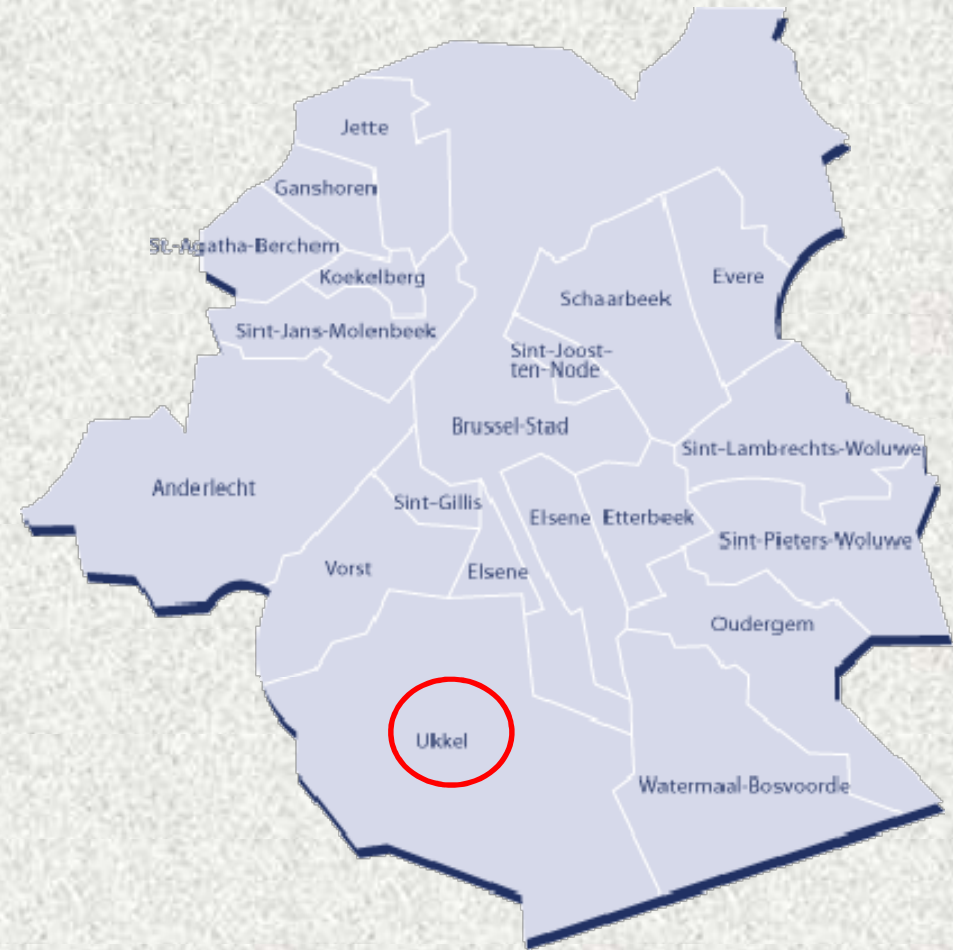 Jette
Ganshoren
St.-Agatha-Berchem
Koekelberg
Evere
Schaarbeek
Sint-Jans-Molenbeek
Sint-Joost-
ten-Node
Brussel-Stad
Sint-Lambrechts-Woluwe
Anderlecht
Sint-Gillis
Elsene
Etterbeek
Sint-Pieters-Woluwe
Vorst
Elsene
Oudergem
Ukkel
Watermaal-Bosvoorde